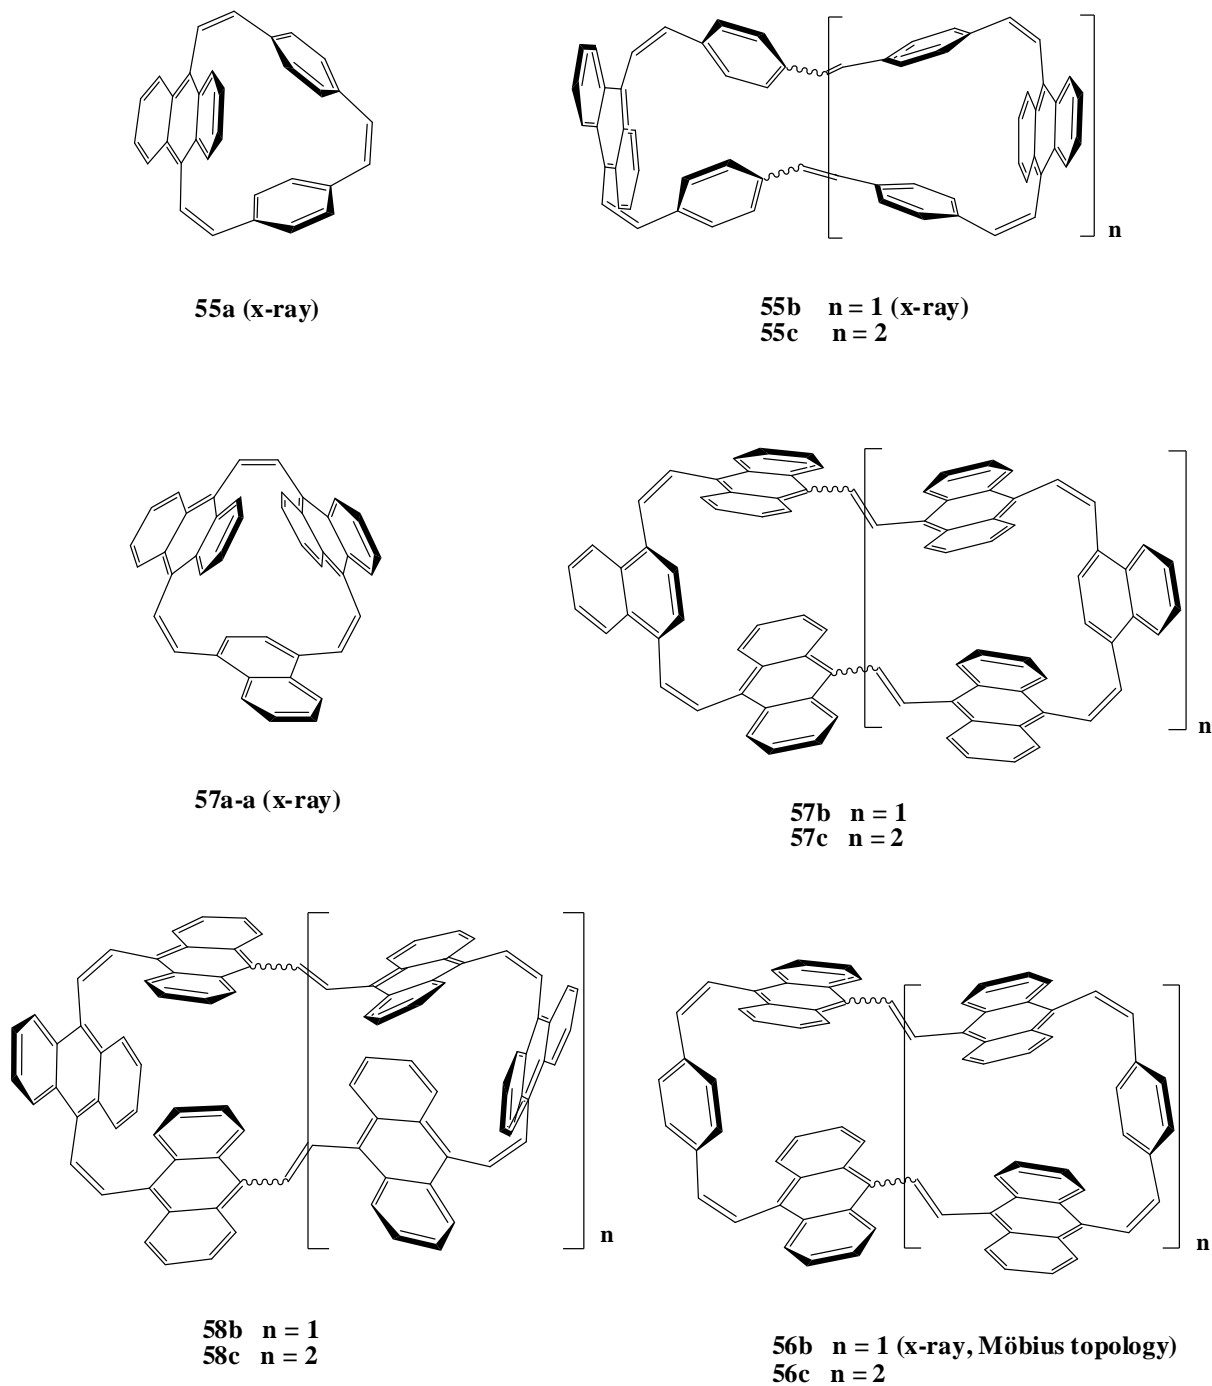 n
55a (x-ray)
55b n = 1 (x-ray)
55c n = 2
n
57a-a (x-ray)
57b n = 1
57c n = 2
n
n
58b n = 1
58c n = 2
56b n = 1 (x-ray, Möbius topology)
56c n = 2